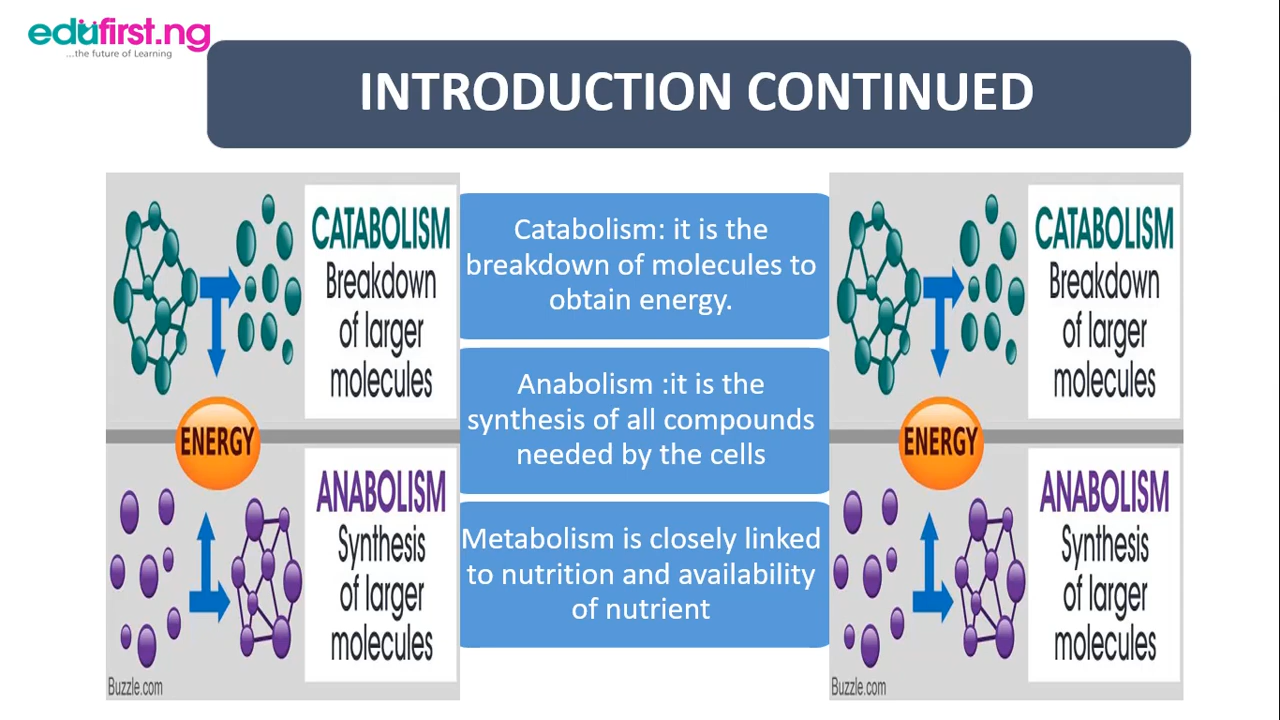 edufirst.ng
...the future of Learning
INTRODUCTION CONTINUED
CATABOLISM
Breakdown
of larger
molecules
ENERGY
ANABOLISM
Synthesis
of larger
molecules
Buzzle.com
Catabolism: it is the
breakdown of molecules to
obtain energy.
Anabolism :it is the
synthesis of all compounds
needed by the cells
Metabolism is closely linked
to nutrition and availability
of nutrient
CATABOLISM
Breakdown
of larger
molecules
ENERGY
ANABOLISM
Synthesis
of larger
molecules
Buzzle.com